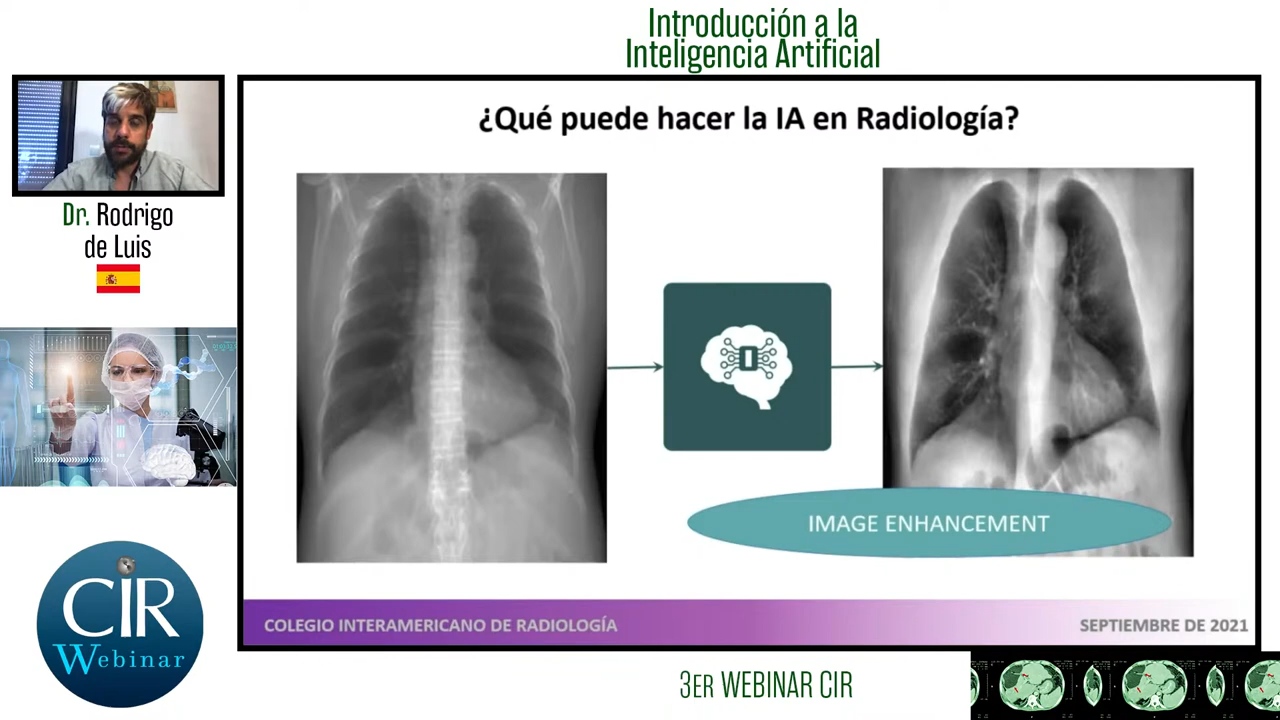 Introducción a la
Inteligencia Artificial
Dr. Rodrigo
de Luis
CIR
Webinar
¿Qué puede hacer a IA en Radiología?
IMAGE ENHANCEMENT
COLEGIO INTERAMERICANO DE RADIOLOGÍA
SEPTIEMBRE DE 2021
3ER WEBINAR CIR